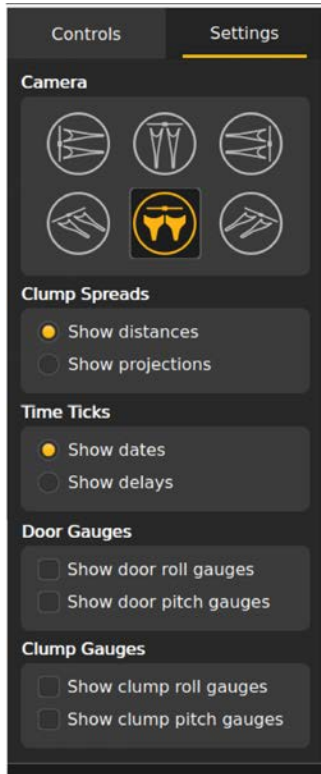 Controls Settings
Camera
Clump Spreads
Show distances
Show projections
Time Ticks
Show dates
Show delays
Door Gauges
Show door roll gauges
Show door pitch gauges
Clump Gauges
Show clump roll gauges
Show clump pitch gauges